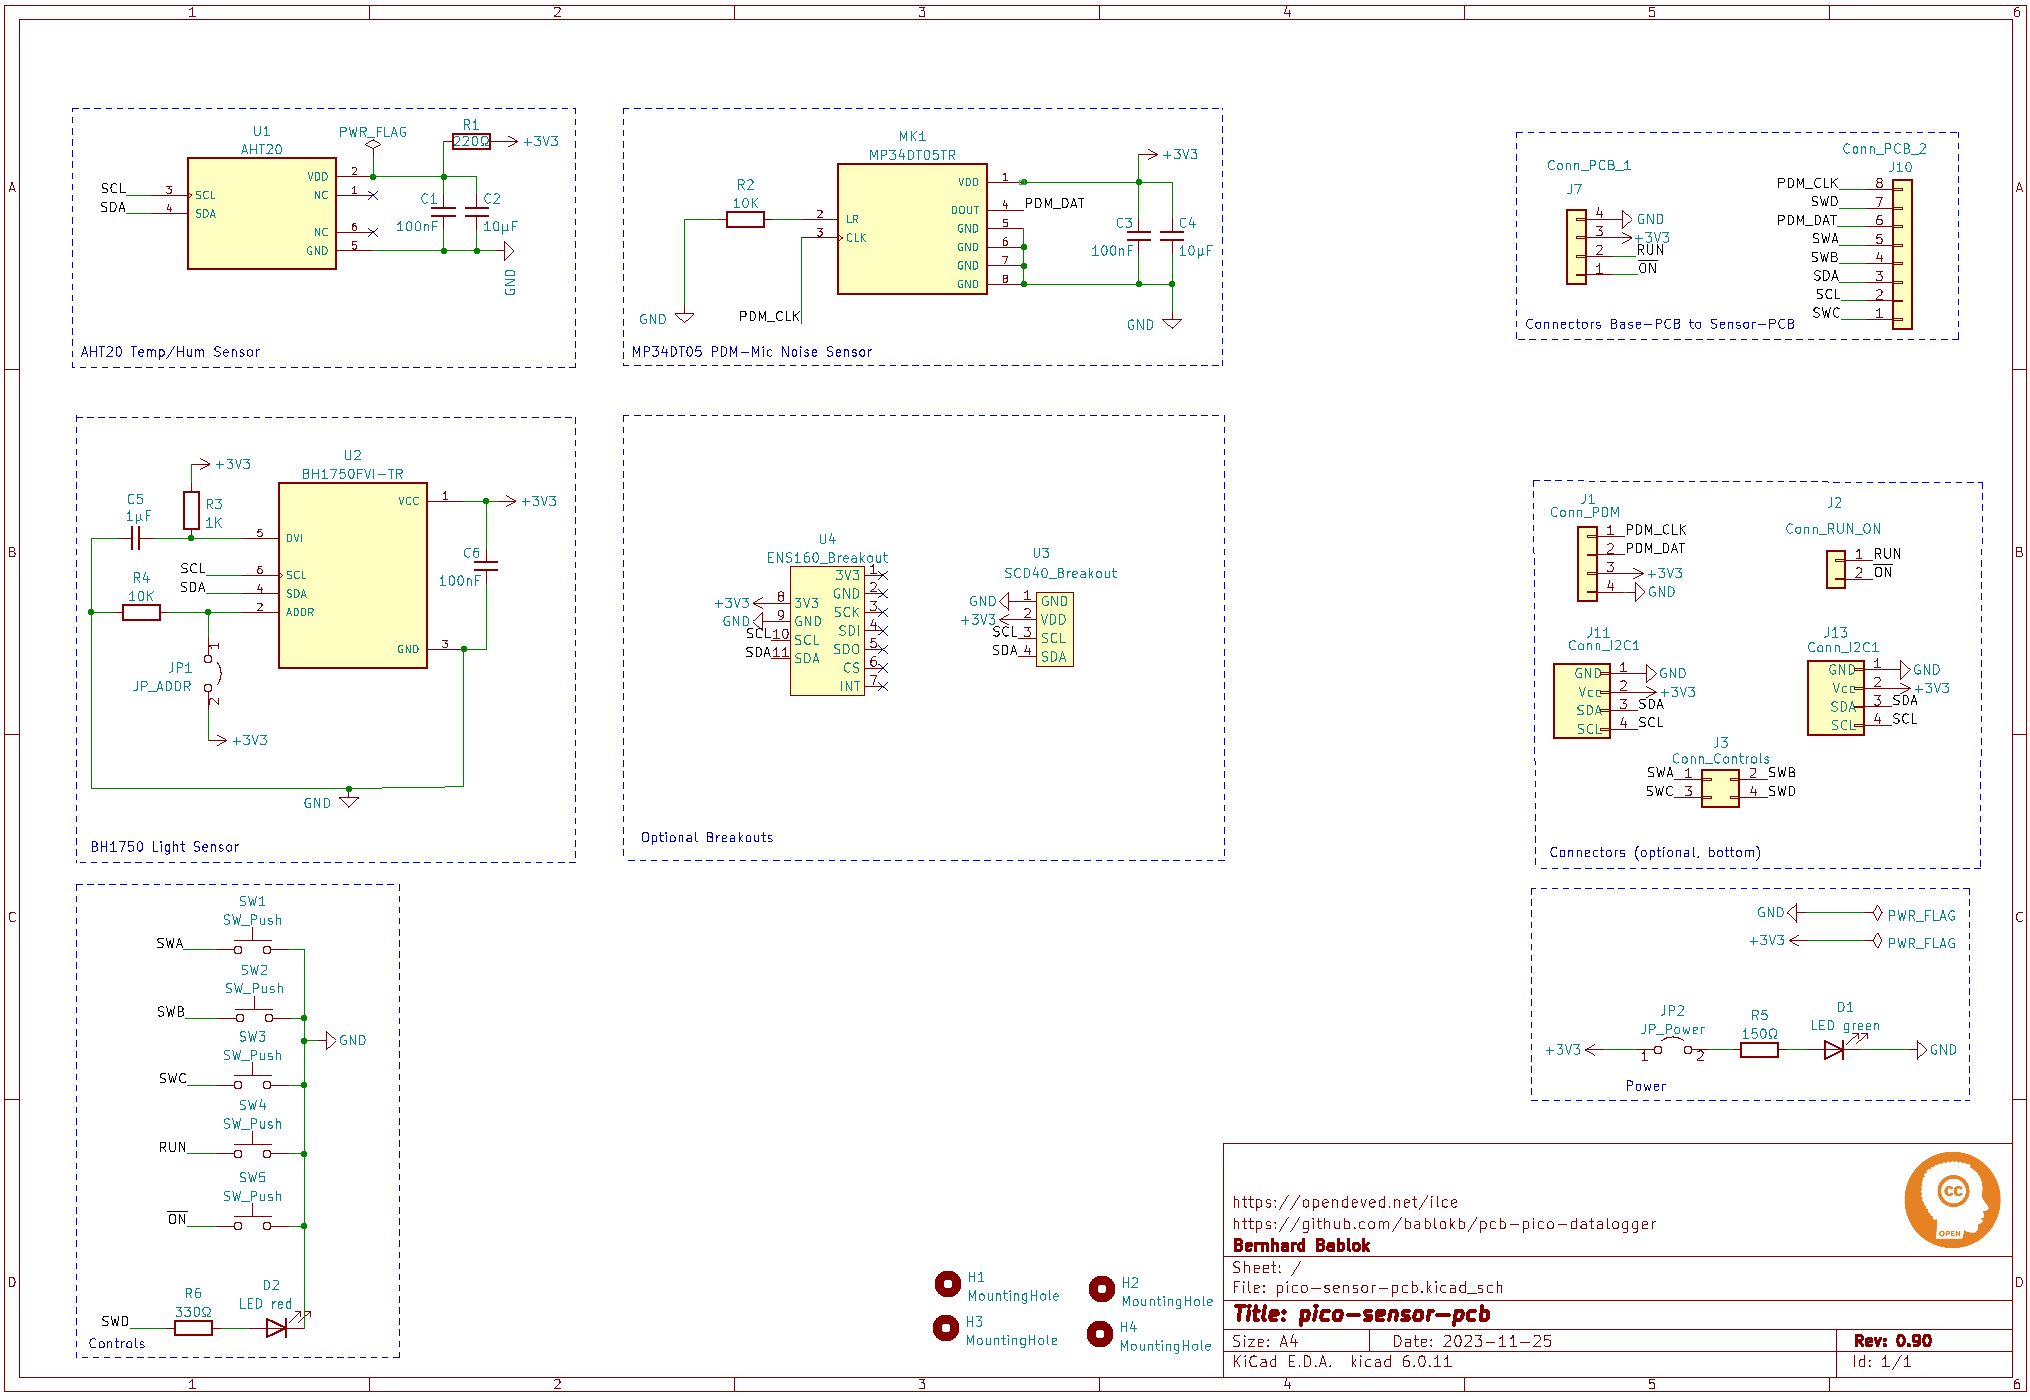 1 2 3 4 5 6
A
B
C
D
A
B
C
D
U1
AHT20
PWR_FLAG
R1
220Ω
+3V3
SCL 3 SCL
SDA 4 SDA
VDD 2
NC 1
NC 6
GND 5
C1
100nF
C2
10µF
GND
AHT20 Temp/Hum Sensor
MK1
MP34DT05TR
+3V3
R2
10K
2 LR
3 CLK
VDD 1
DOUT 4 PDM_DAT
GND 5
GND 6
GND 7
GND 8
C3
100nF
C4
10µF
GND
PDM_CLK
GND
MP34DT05 PDM-Mic Noise Sensor
Conn_PCB_1
J7
4 GND
3 +3V3
2 RUN
1 ON
Conn_PCB_2
J10
PDM_CLK 8
SWD 7
PDM_DAT 6
SWA 5
SWB 4
SDA 3
SCL 2
SWC 1
Connectors Base-PCB to Sensor-PCB
U2
BH1750FVI-TR
+3V3
C5
1µF
R3
1K
5 DVI
SCL 6 SCL
SDA 4 SDA
2 ADDR
R4
10K
VCC 1 +3V3
C6
100nF
GND 3
JP1
JP_ADDR
1
2
+3V3
GND
BH1750 Light Sensor
U4
ENS160_Breakout
3V3 1
GND 2
SCK 3
SDI 4
SDO 5
CS 6
INT 7
+3V3 8 3V3
GND 9 GND
SCL 10 SCL
SDA 11 SDA
U3
SCD40_Breakout
GND 1 GND
+3V3 2 VDD
SCL 3 SCL
SDA 4 SDA
Optional Breakouts
J1
Conn_PDM
1 PDM_CLK
2 PDM_DAT
3 +3V3
4 GND
J2
Conn_RUN_ON
1 RUN
2 ON
J11
Conn_I2C1
GND 1 GND
Vcc 2 +3V3
SDA 3 SDA
SCL 4 SCL
J13
Conn_I2C1
GND 1 GND
Vcc 2 +3V3
SDA 3 SDA
SCL 4 SCL
J3
Conn_Controls
SWA 1 2 SWB
SWC 3 4 SWD
Connectors (optional, bottom)
SW1
SW_Push
SWA
SW2
SW_Push
SWB
SW3
SW_Push
GND
SWC
SW4
SW_Push
RUN
SW5
SW_Push
ON
R6
330Ω
D2
LED red
SWD
Controls
GND PWR_FLAG
+3V3 PWR_FLAG
JP2
JP_Power
R5
150Ω
D1
LED green
+3V3 1 2 GND
Power
H1
MountingHole
H2
MountingHole
H3
MountingHole
H4
MountingHole
https://opendeved.net/ilce
https://github.com/bablokb/pcb-pico-datalogger
Bernhard Bablok
CC
OPEN
Sheet: /
File: pico-sensor-pcb.kicad_sch
Title: pico-sensor-pcb
Size: A4 Date: 2023-11-25 Rev: 0.90
KiCad E.D.A. kicad 6.0.11 Id: 1/1
1 2 3 4 5 6